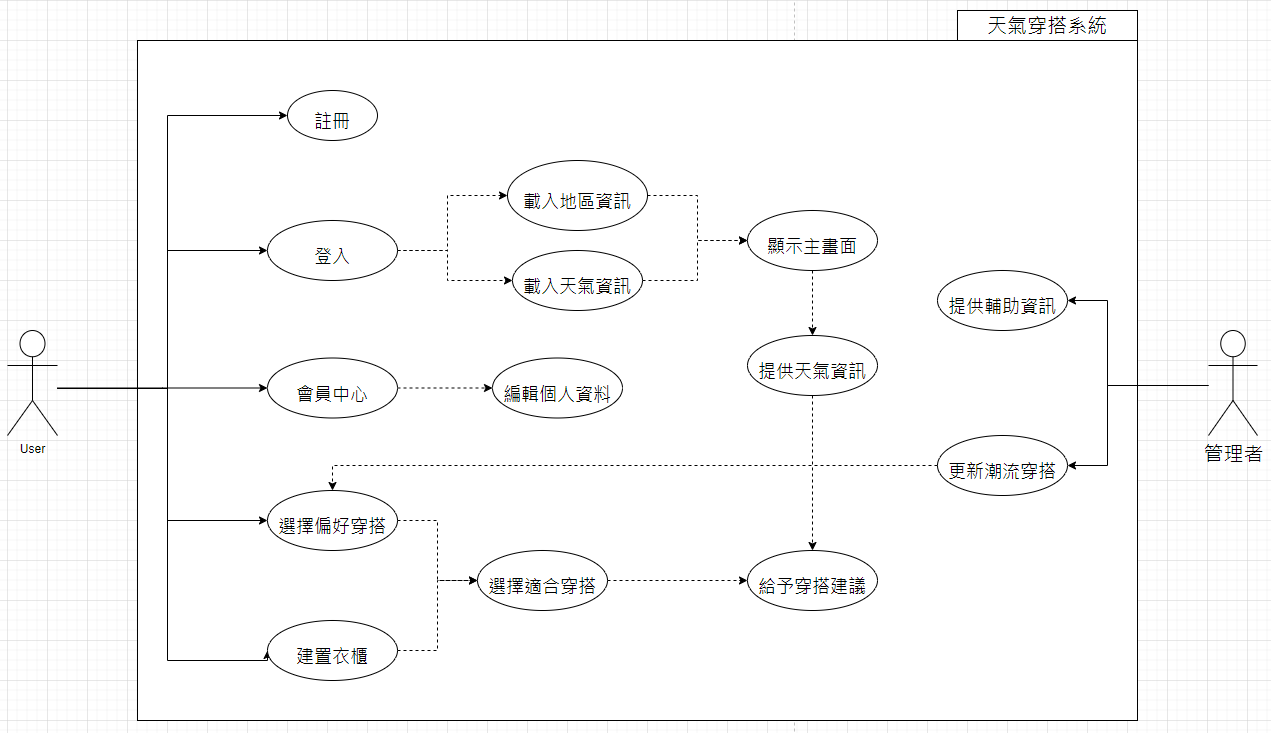 天氣穿搭系統
註冊
登入
載入地區資訊
載入天氣資訊
顯示主畫面
提供輔助資訊
提供天氣資訊
會員中心
編輯個人資料
User
管理者
更新潮流穿搭
選擇偏好穿搭
選擇適合穿搭
給予穿搭建議
建置衣櫃